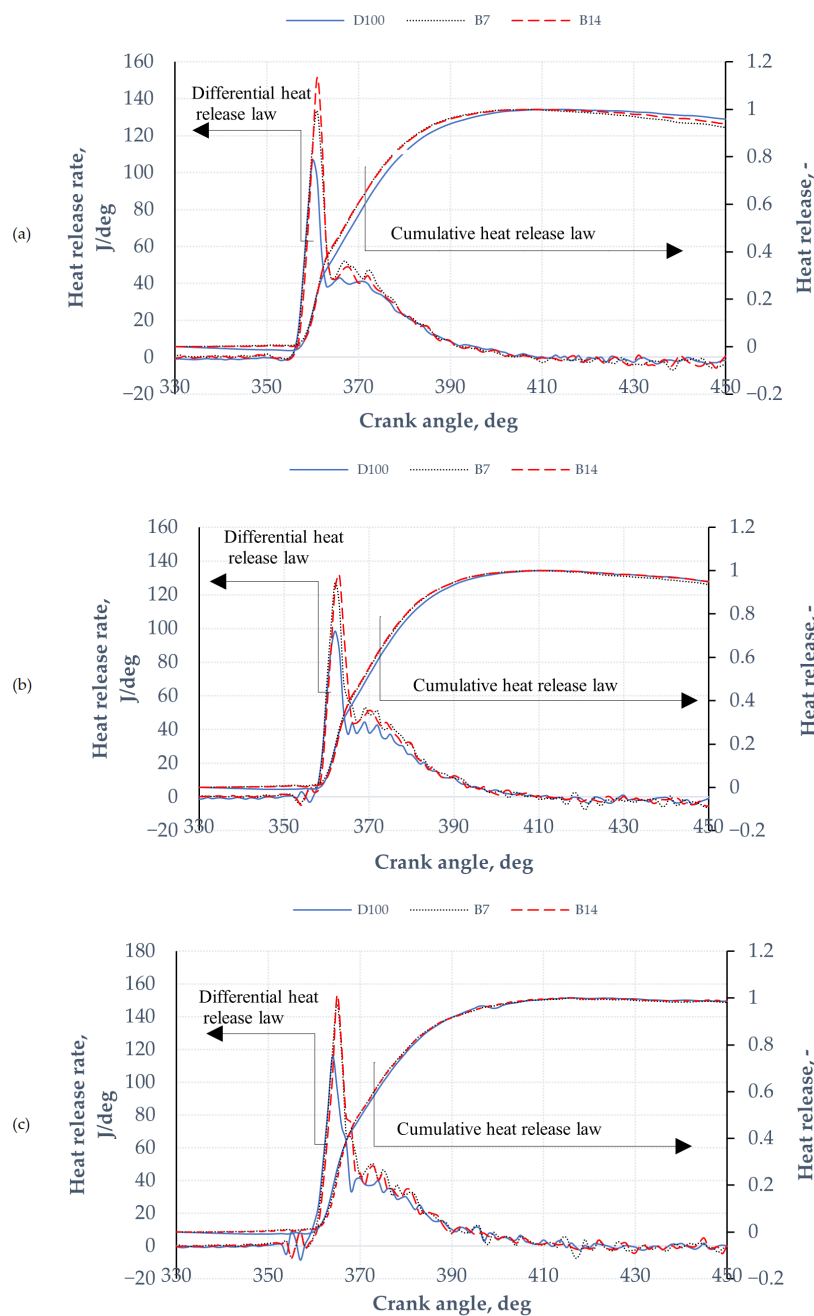 D100 B7 B14
(a)
Heat release rate,
J/deg
160
140
120
100
80
60
40
20
0
−20
Differential heat
release law
Cumulative heat release law
1.2
1
0.8
0.6
0.4
0.2
0
−0.2
Heat release, -
330 350 370 390 410 430 450
Crank angle, deg
D100 B7 B14
(b)
Heat release rate,
J/deg
160
140
120
100
80
60
40
20
0
−20
Differential heat
release law
Cumulative heat release law
1.2
1
0.8
0.6
0.4
0.2
0
−0.2
Heat release, -
330 350 370 390 410 430 450
Crank angle, deg
D100 B7 B14
(c)
Heat release rate,
J/deg
180
160
140
120
100
80
60
40
20
0
−20
Differential heat
release law
Cumulative heat release law
1.2
1
0.8
0.6
0.4
0.2
0
−0.2
Heat release, -
330 350 370 390 410 430 450
Crank angle, deg